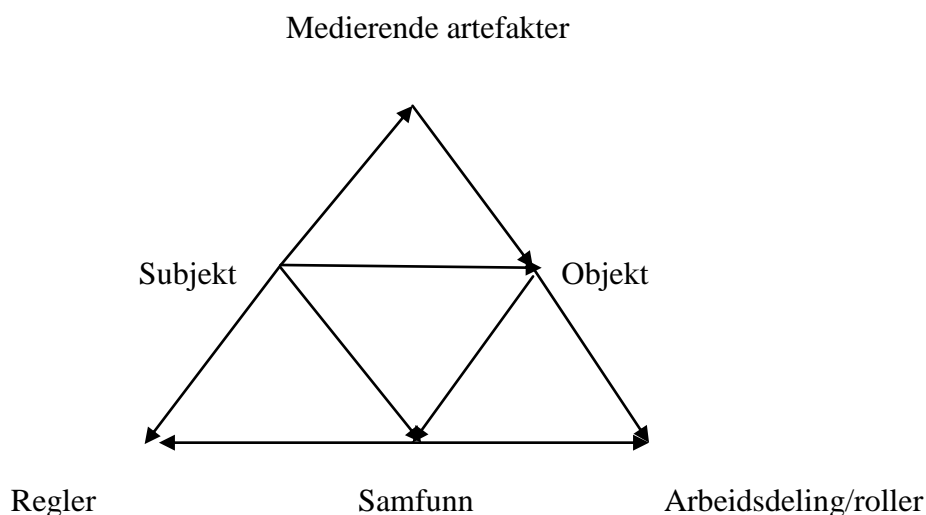 Medierende artefakter
Subjekt Objekt
Regler Samfunn Arbeidsdeling/roller